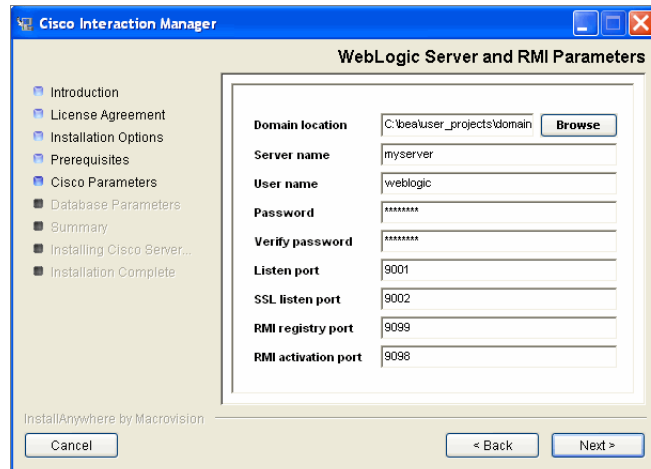 Cisco Interaction Manager
WebLogic Server and RMI Parameters
Introduction
License Agreement
Installation Options
Prerequisites
Cisco Parameters
Database Parameters
Summary
Installing Cisco Server...
Installation Complete
Domain location C:\bea\user_projects\domain Browse
Server name myserver
User name weblogic
Password ********
Verify password ********
Listen port 9001
SSL listen port 9002
RMI registry port 9099
RMI activation port 9098
InstallAnywhere by Macrovision
Cancel < Back Next >